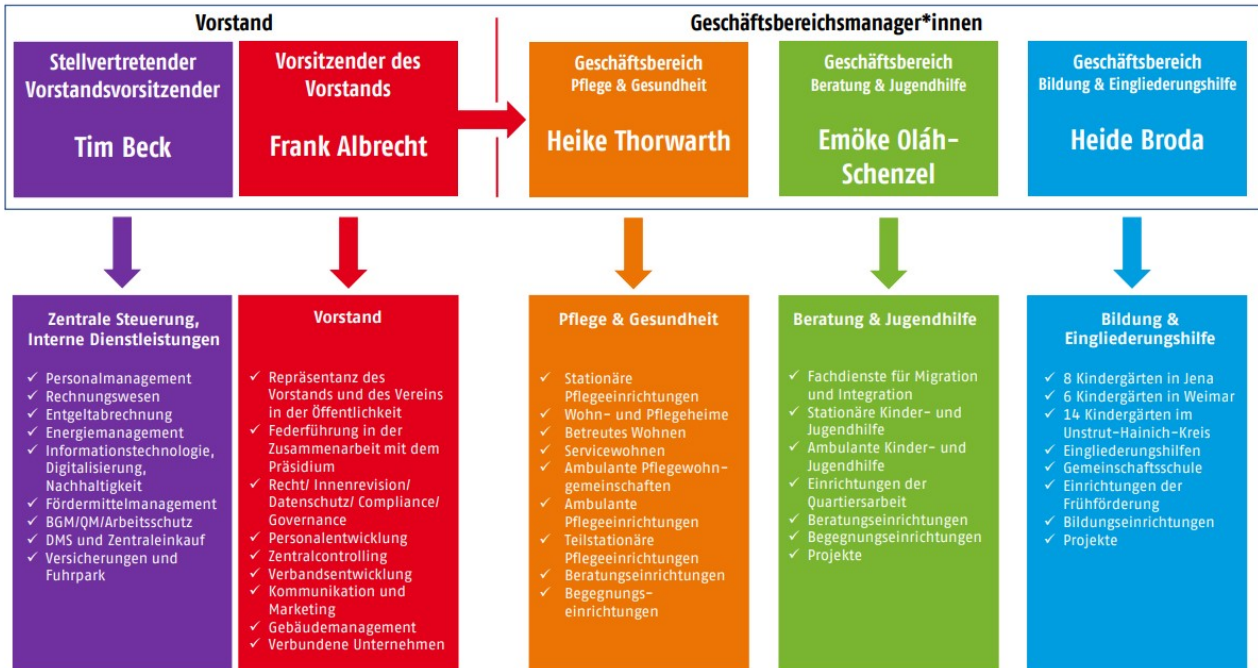 Vorstand
Geschäftsbereichsmanager*innen
Stellvertretender
Vorstandsvorsitzender
Tim Beck
Vorsitzender des
Vorstands
Frank Albrecht
Geschäftsbereich
Pflege & Gesundheit
Heike Thorwarth
Geschäftsbereich
Beratung & Jugendhilfe
Emöke Oláh-
Schenzel
Geschäftsbereich
Bildung & Eingliederungshilfe
Heide Broda
Zentrale Steuerung,
Interne Dienstleistungen
✓ Personalmanagement
✓ Rechnungswesen
✓ Entgeltabrechnung
✓ Energiemanagement
✓ Informationstechnologie,
Digitalisierung,
Nachhaltigkeit
✓ Fördermittelmanagement
✓ BGM/QM/Arbeitsschutz
✓ DMS und Zentraleinkauf
✓ Versicherungen und
Fuhrpark
Vorstand
✓ Repräsentanz des
Vorstands und des Vereins
in der Öffentlichkeit
✓ Federführung in der
Zusammenarbeit mit dem
Präsidium
✓ Recht/ Innenrevision/
Datenschutz/ Compliance/
Governance
✓ Personalentwicklung
✓ Zentralcontrolling
✓ Verbandsentwicklung
✓ Kommunikation und
Marketing
✓ Gebäudemanagement
✓ Verbundene Unternehmen
Pflege & Gesundheit
✓ Stationäre
Pflegeeinrichtungen
✓ Wohn- und Pflegeheime
✓ Betreutes Wohnen
✓ Servicewohnen
✓ Ambulante Pflegewohn-
gemeinschaften
✓ Ambulante
Pflegeeinrichtungen
✓ Teilstationäre
Pflegeeinrichtungen
✓ Beratungseinrichtungen
✓ Begegnungs-
einrichtungen
Beratung & Jugendhilfe
✓ Fachdienste für Migration
und Integration
✓ Stationäre Kinder- und
Jugendhilfe
✓ Ambulante Kinder- und
Jugendhilfe
✓ Einrichtungen der
Quartiersarbeit
✓ Beratungseinrichtungen
✓ Begegnungseinrichtungen
✓ Projekte
Bildung &
Eingliederungshilfe
✓ 8 Kindergärten in Jena
✓ 6 Kindergärten in Weimar
✓ 14 Kindergärten im
Unstrut-Hainich-Kreis
✓ Eingliederungshilfen
✓ Gemeinschaftsschule
✓ Einrichtungen der
Frühförderung
✓ Bildungseinrichtungen
✓ Projekte